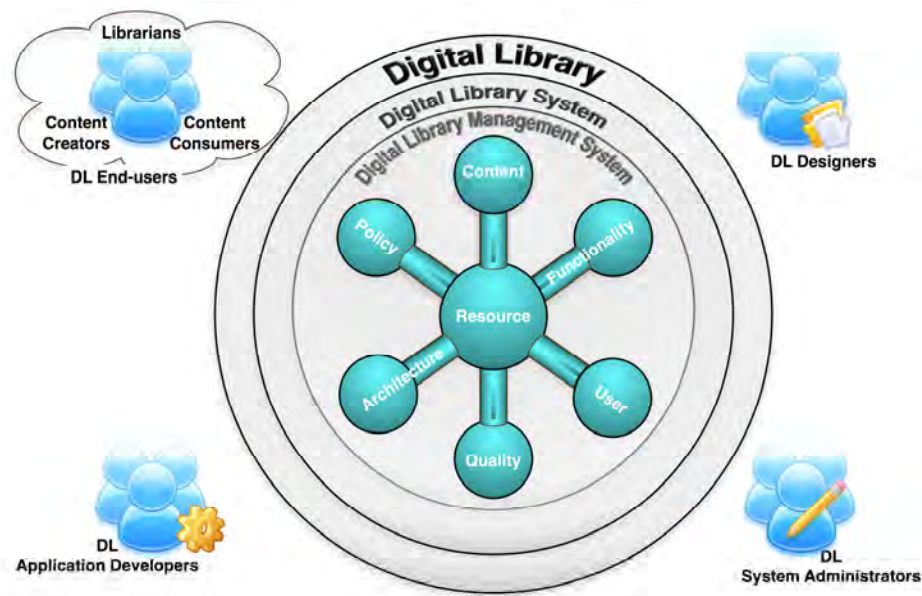 Librarians
Content
Creators
Content
Consumers
DL End-users
Digital Library
Digital Library System
Digital Library Management System
DL Designers
Content
Policy
Functionality
Resource
Architecture
User
Quality
DL
Application Developers
DL
System Administrators